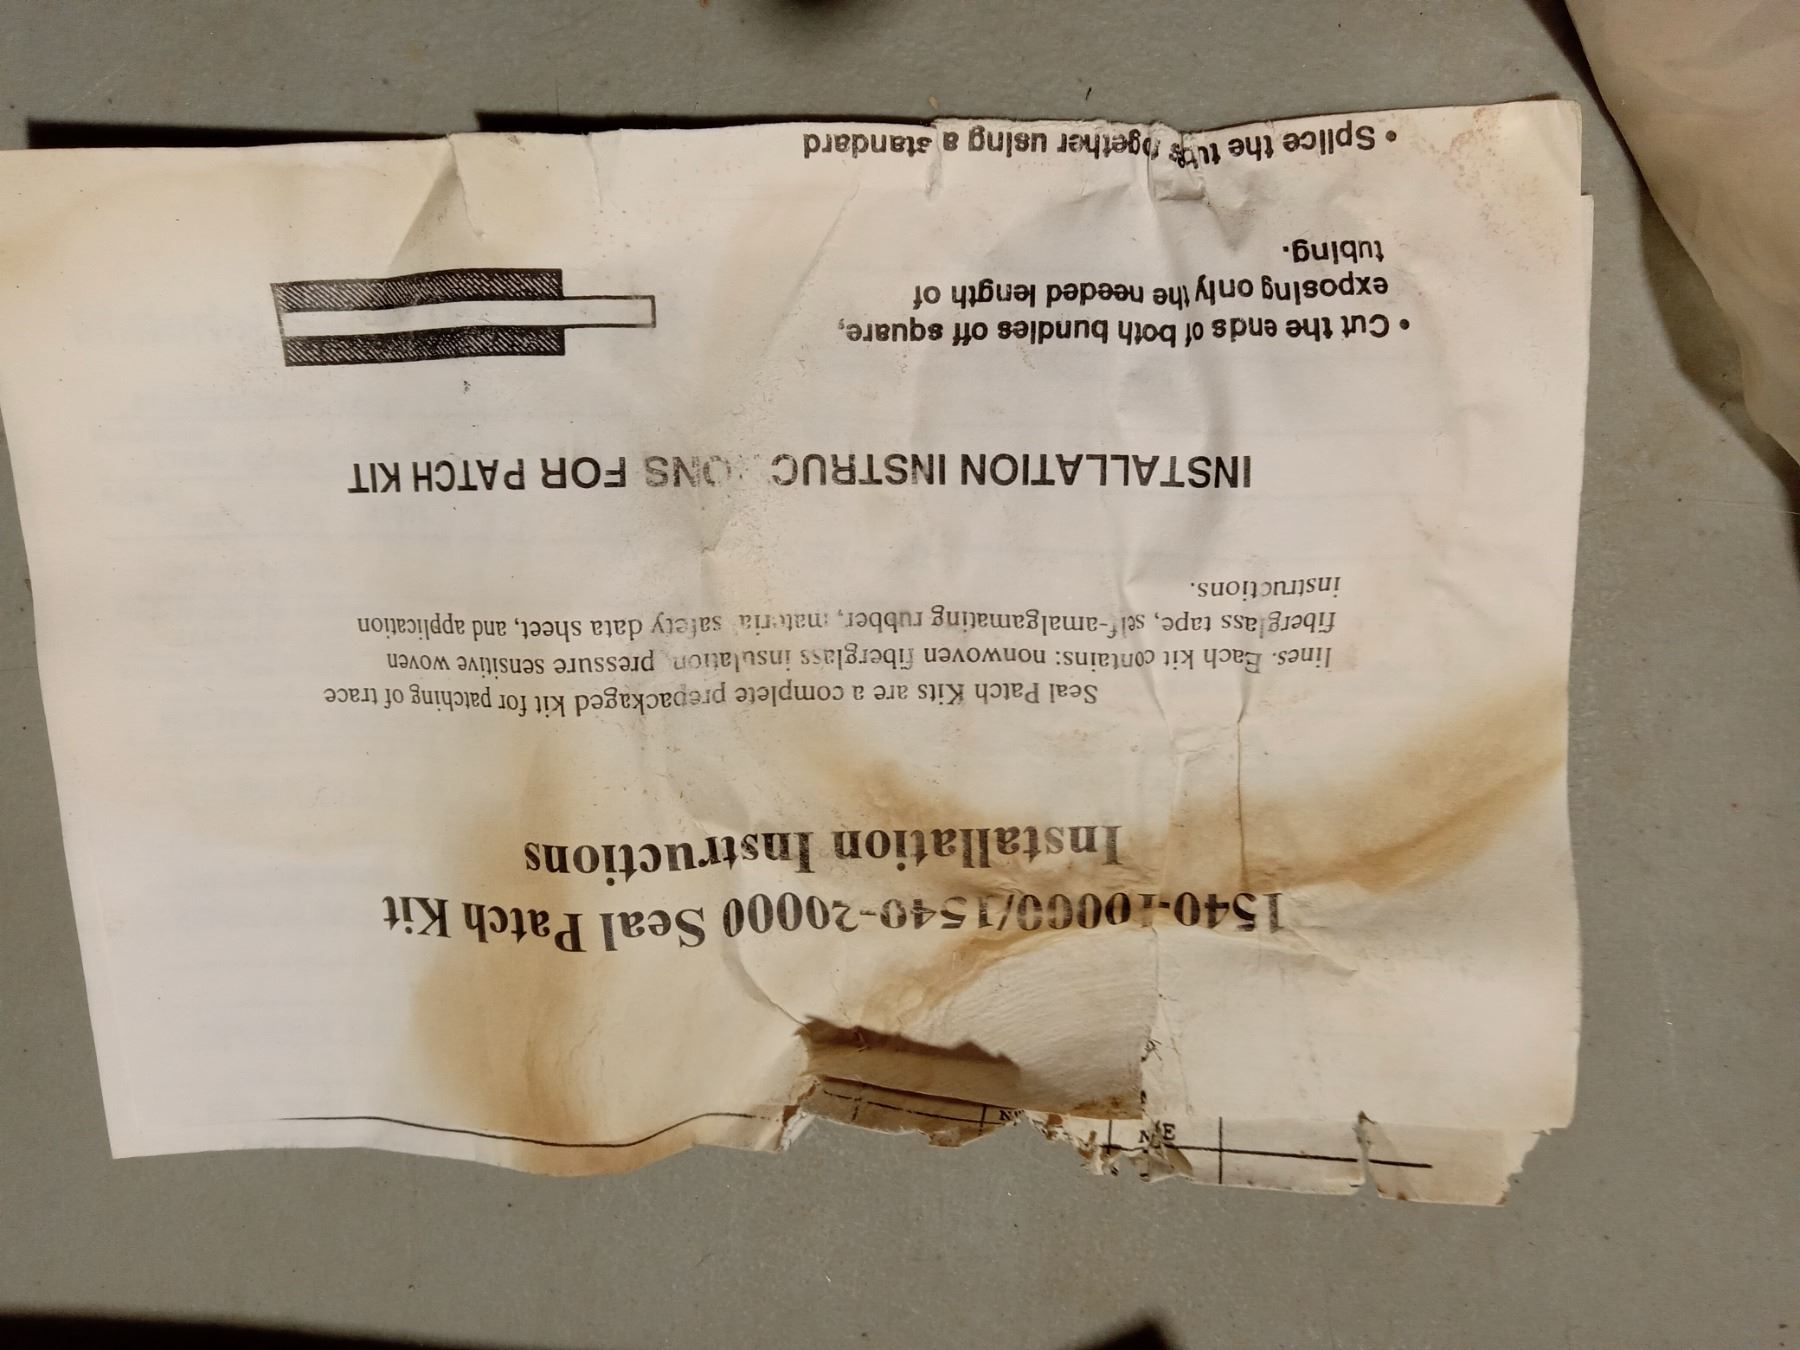 1540-10000/1540-20000 Seal Patch Kit
Installation Instructions
Seal Patch Kits are a complete prepackaged kit for patching of trace
lines. Each kit contains: nonwoven fiberglass insulation, pressure sensitive woven
fiberglass tape, self-amalgamating rubber, material safety data sheet, and application
instructions.
INSTALLATION INSTRUCTIONS FOR PATCH KIT
• Cut the ends of both bundles off square,
exposing only the needed length of
tubing.
• Splice the together using a standard